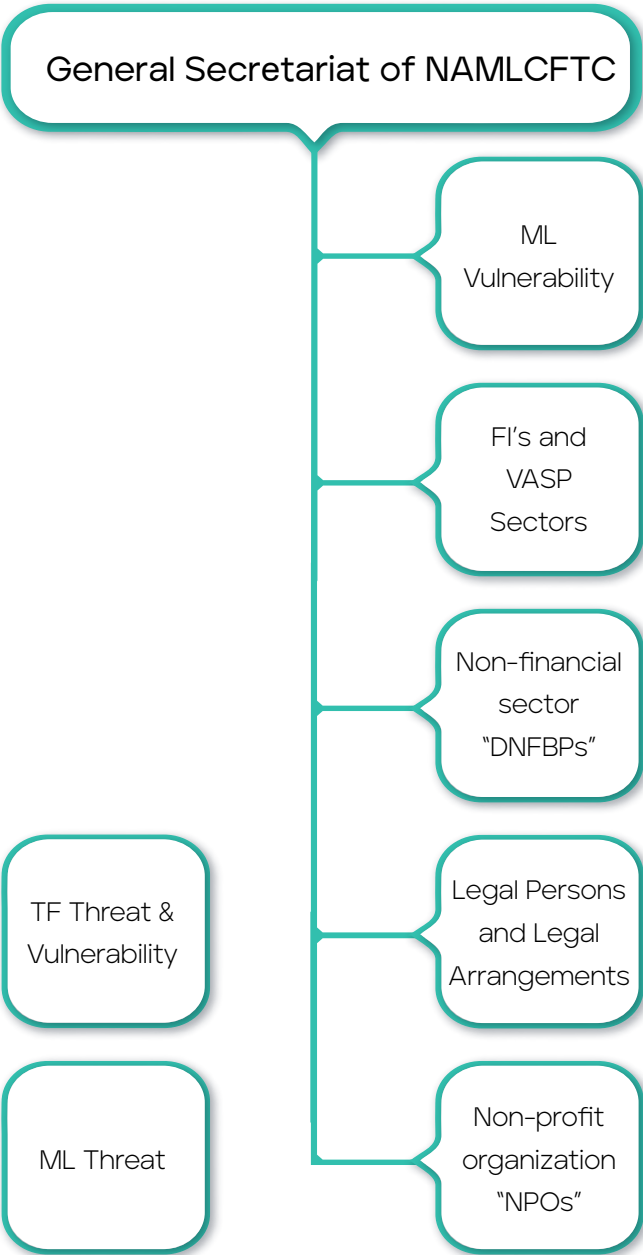 General Secretariat of NAMLCFTC
ML
Vulnerability
FI's and
VASP
Sectors
Non-financial
sector
“DNFBPs”
TF Threat &
Vulnerability
Legal Persons
and Legal
Arrangements
ML Threat
Non-profit
organization
“NPOs”